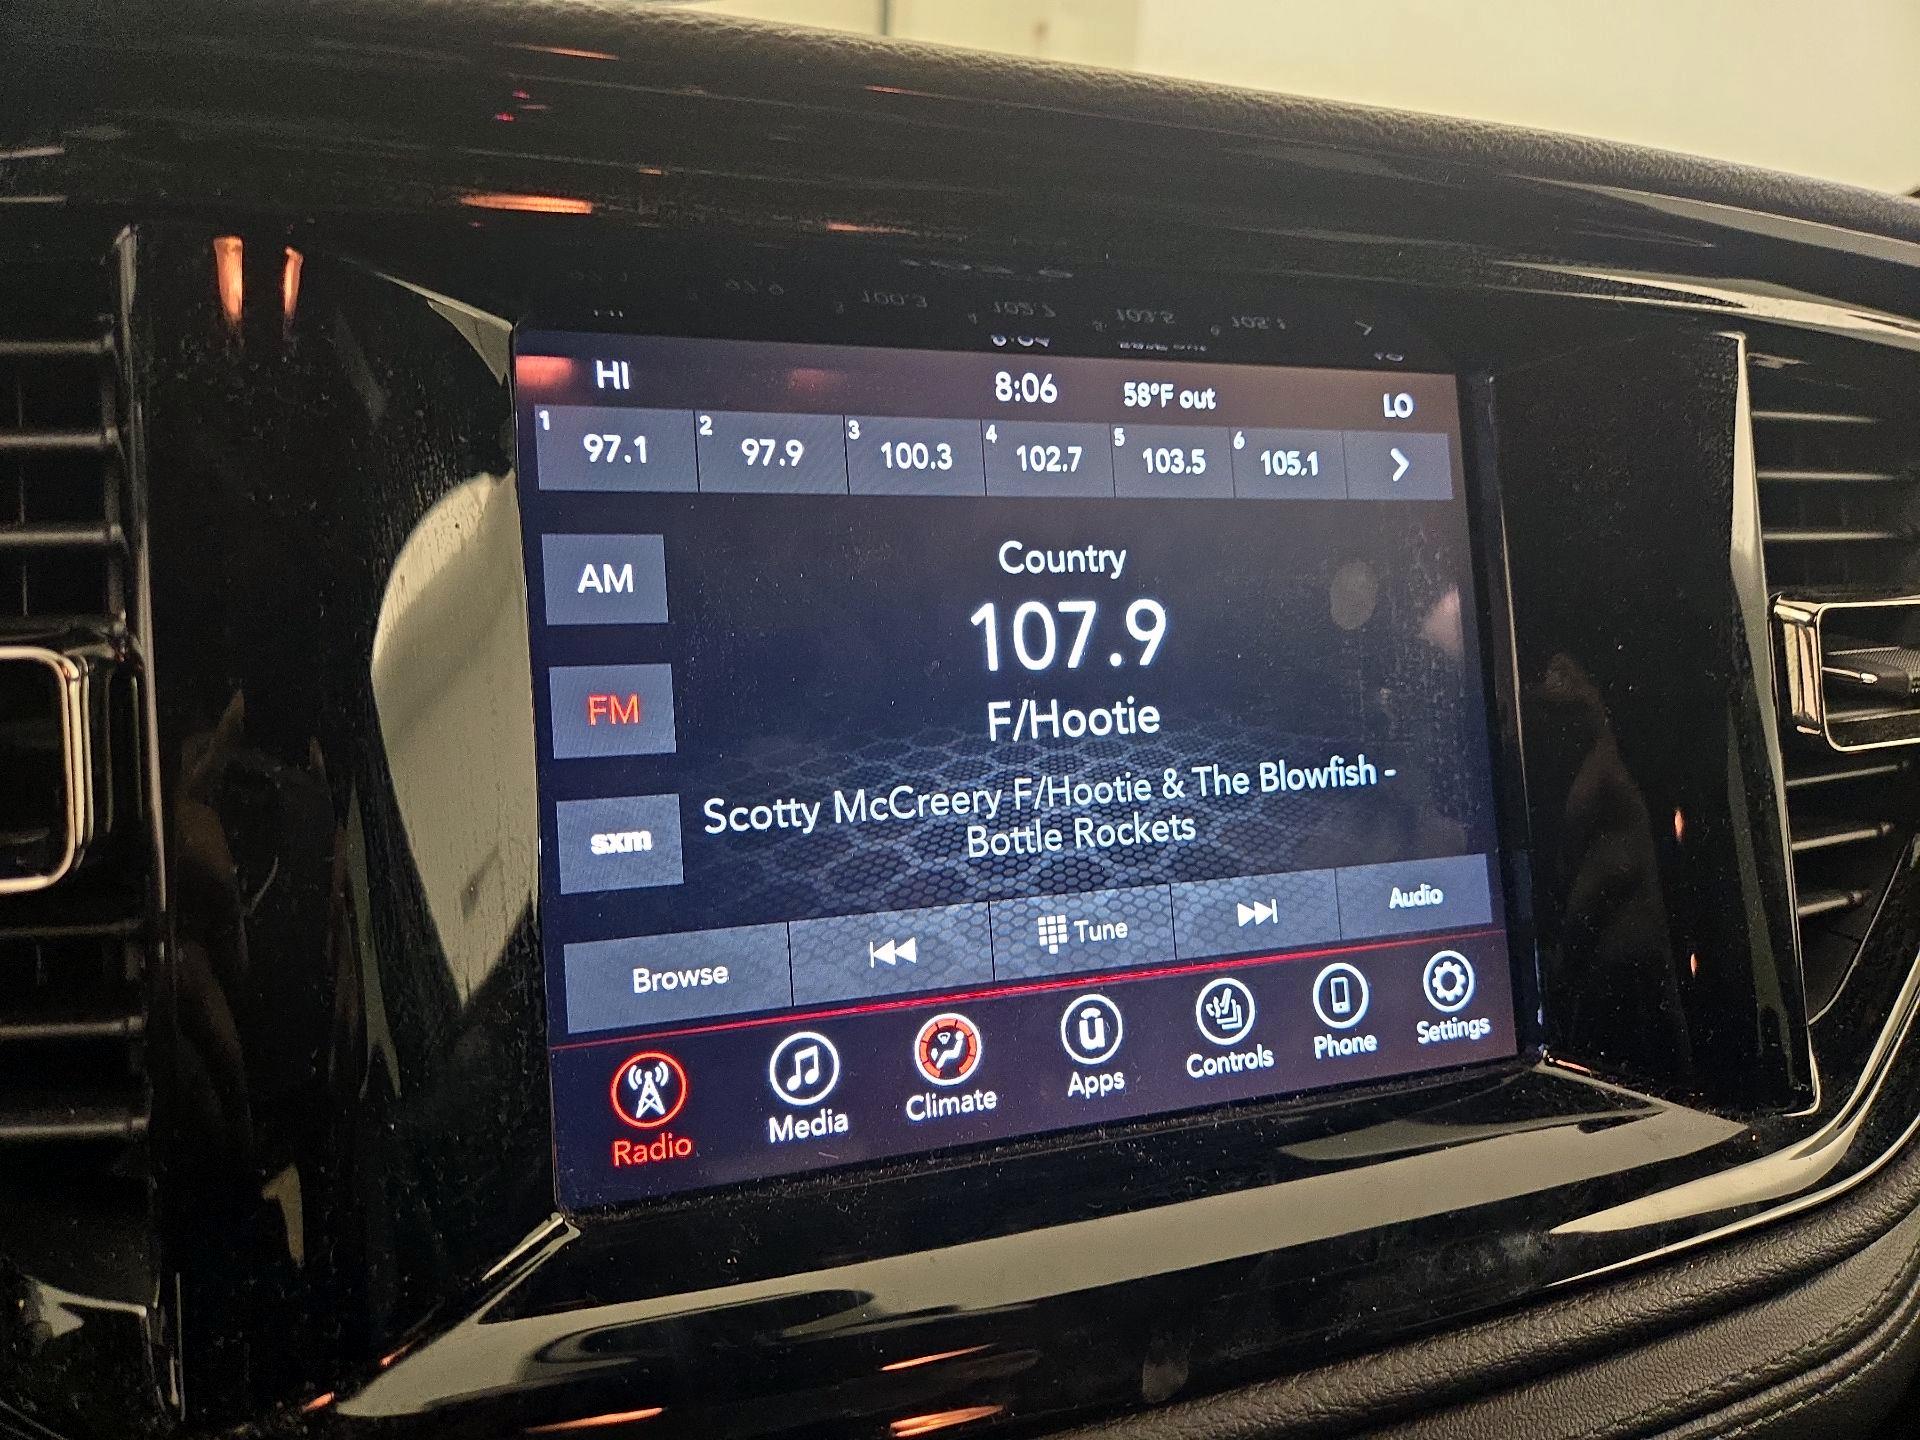 HI 8:06 58°F out LO
1 97.1 2 97.9 3 100.3 4 102.7 5 103.5 6 105.1
AM
FM
sxm
Country
107.9
F/Hootie
Scotty McCreery F/Hootie & The Blowfish -
Bottle Rockets
Browse Tune Audio
Radio Media Climate Apps Controls Phone Settings